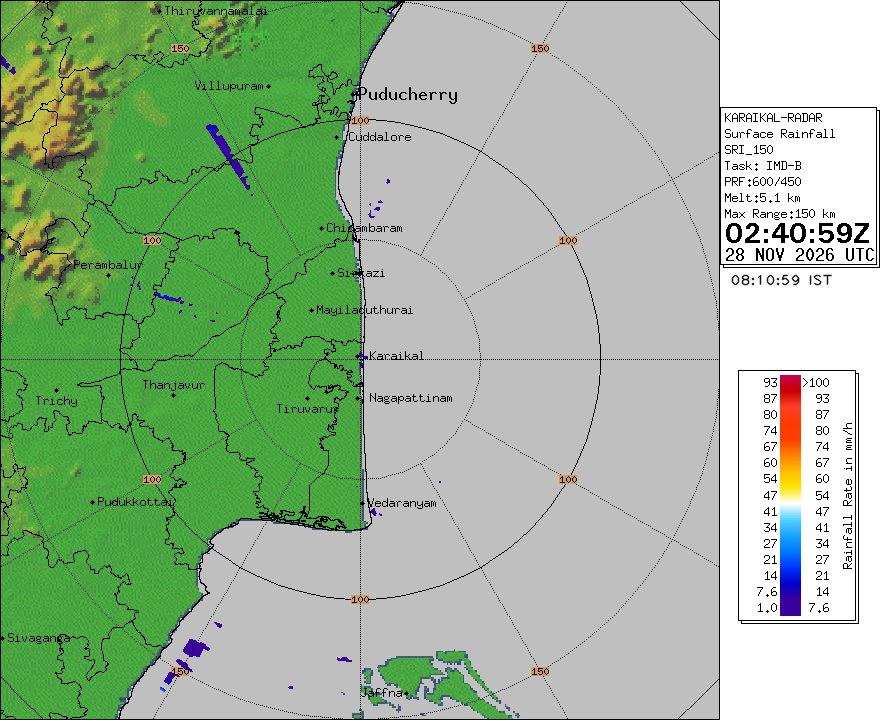 Thiruvannamalai
150
150
Villupuram
Puducherry
100
Cuddalore
Chidambaram
100
100
Perambalur
Sirkazi
Mayiladuthurai
Karaikal
Thanjavur
Trichy
Nagapattinam
Tiruvarur
100
100
Pudukkottai
Vedaranyam
100
Sivaganga
150
150
Jaffna
KARAIKAL-RADAR
Surface Rainfall
SRI_150
Task: IMD-B
PRF:600/450
Melt:5.1 km
Max Range:150 km
02:40:59Z
28 NOV 2026 UTC
08:10:59 IST
93 >100
87 93
80 87
74 80
67 74
60 67
54 60
47 54
41 47
34 41
27 34
21 27
14 21
7.6 14
1.0 7.6
Rainfall Rate in mm/h